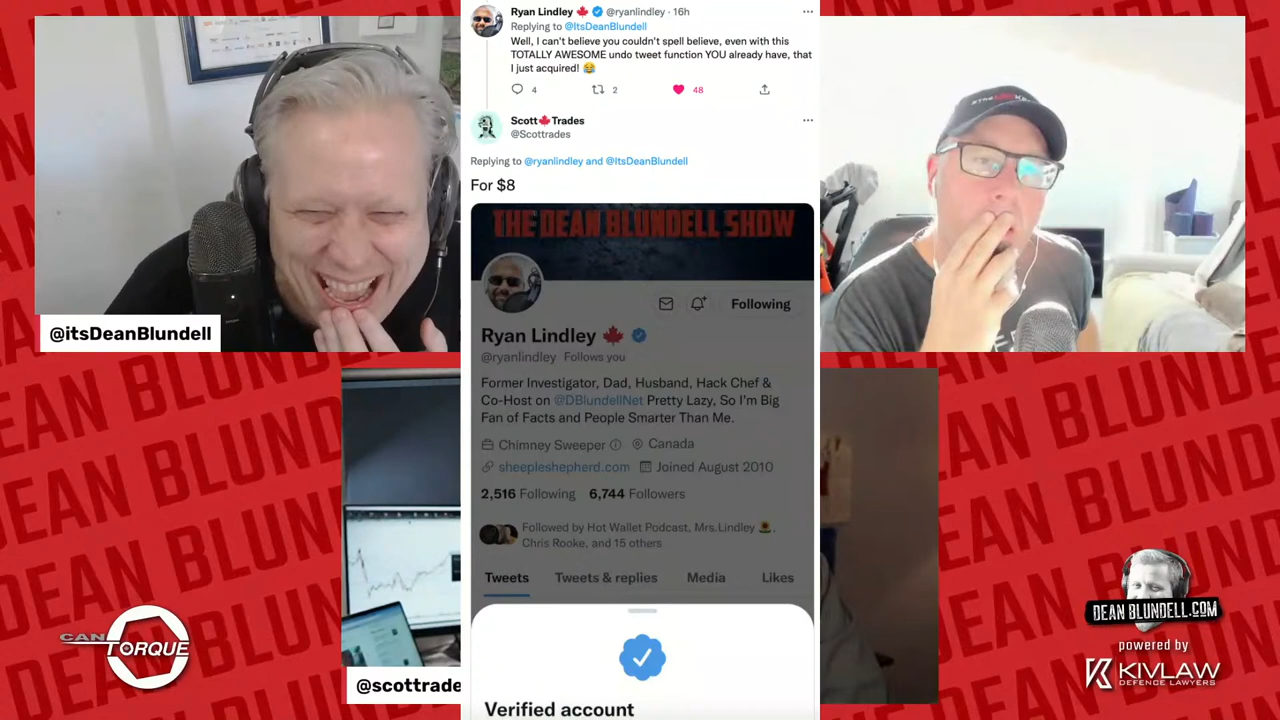 Ryan Lindley @ryanlindley · 16h
Replying to @ItsDeanBlundell
Well, I can't believe you couldn't spell believe, even with this
TOTALLY AWESOME undo tweet function YOU already have, that
I just acquired! 😂
4 2 48
Scott🍁Trades
@Scottrades
Replying to @ryanlindley and @ItsDeanBlundell
For $8
THE DEAN BLUNDELL SHOW
Following
Ryan Lindley 🍁
@ryanlindley Follows you
Former Investigator, Dad, Husband, Hack Chef &
Co-Host on @DBlundellNet Pretty Lazy, So I'm Big
Fan of Facts and People Smarter Than Me.
Chimney Sweeper Canada
sheepleshepherd.com Joined August 2010
2,516 Following 6,744 Followers
Followed by Hot Wallet Podcast, Mrs.Lindley 🌻,
Chris Rooke, and 15 others
Tweets Tweets & replies Media Likes
Verified account
@itsDeanBlundell
@scottrade
CAN
TORQUE
DEAN BLUNDELL.COM
powered by
KIVLAW
DEFENCE LAWYERS